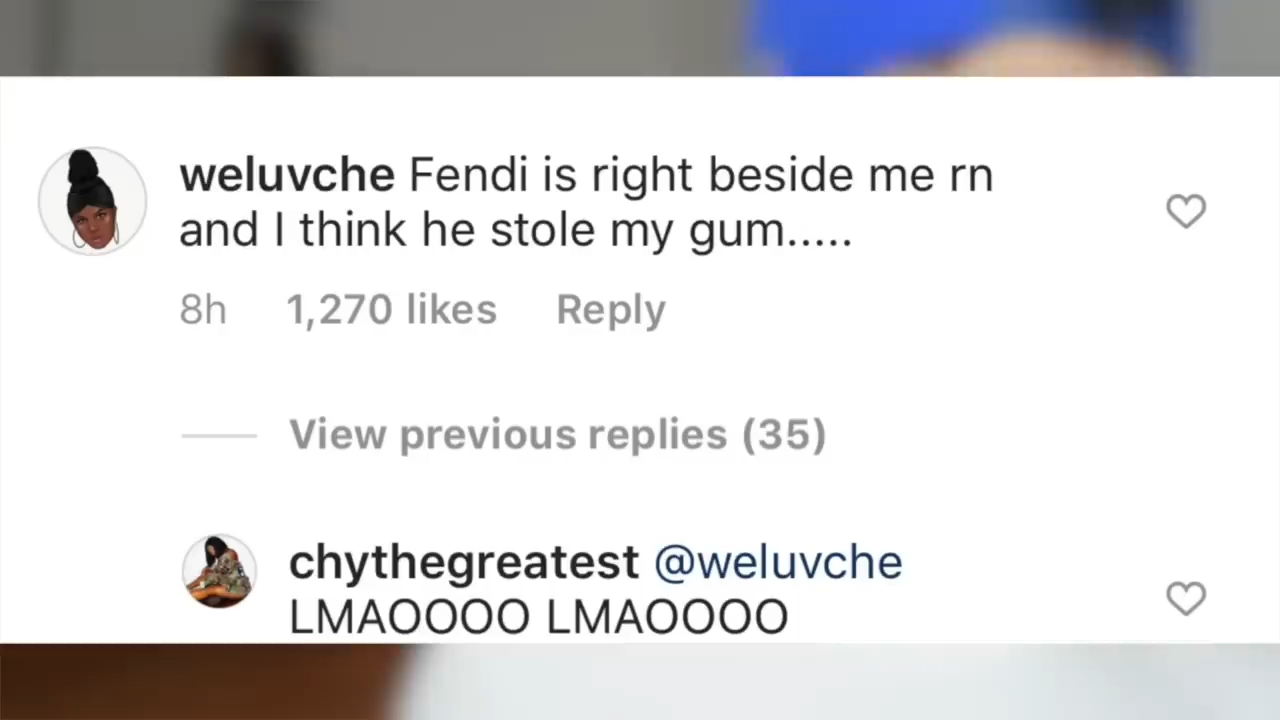 weluvche Fendi is right beside me rn
and I think he stole my gum.....
8h 1,270 likes Reply
View previous replies (35)
chythegreatest @weluvche
LMAOOOO LMAOOOO